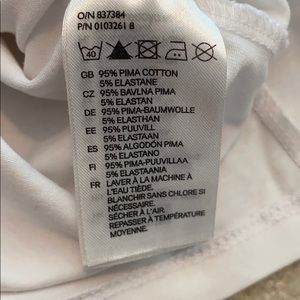 O/N 837384
P/N 0103261 8
40
GB 95% PIMA COTTON
5% ELASTANE
CZ 95% BAVLNA PIMA
5% ELASTAN
DE 95% PIMA-BAUMWOLLE
5% ELASTHAN
EE 95% PUUVILL
5% ELASTAAN
ES 95% ALGODÓN PIMA
5% ELASTANO
FI 95% PIMA-PUUVILLAA
5% ELASTAANIA
FR LAVER À LA MACHINE À
L'EAU TIÈDE.
BLANCHIR SANS CHLORE SI
NÉCESSAIRE.
SÉCHER À L'AIR.
REPASSER À TEMPÉRATURE
MOYENNE.